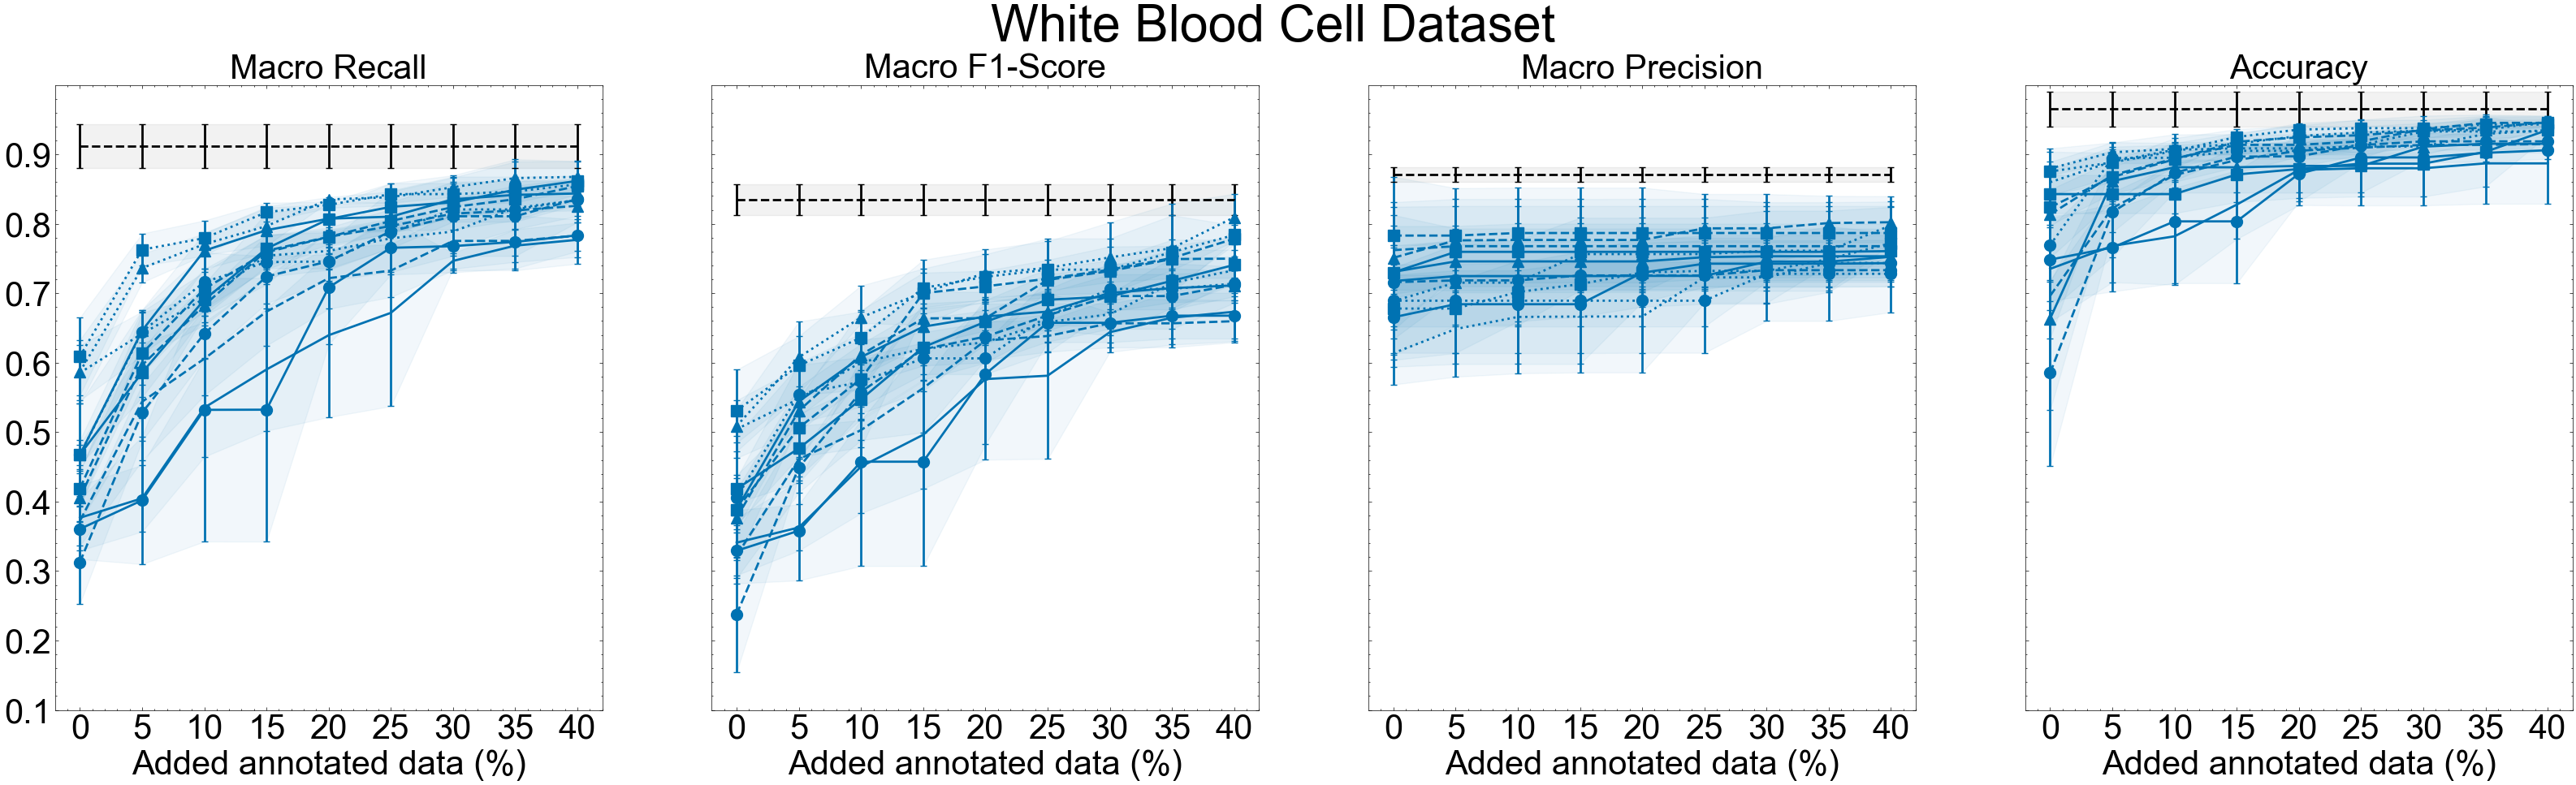 White Blood Cell Dataset
Macro Recall
Macro F1-Score
Macro Precision
Accuracy
0.9
0.8
0.7
0.6
0.5
0.4
0.3
0.2
0.1
0 5 10 15 20 25 30 35 40
0 5 10 15 20 25 30 35 40
0 5 10 15 20 25 30 35 40
0 5 10 15 20 25 30 35 40
Added annotated data (%)
Added annotated data (%)
Added annotated data (%)
Added annotated data (%)